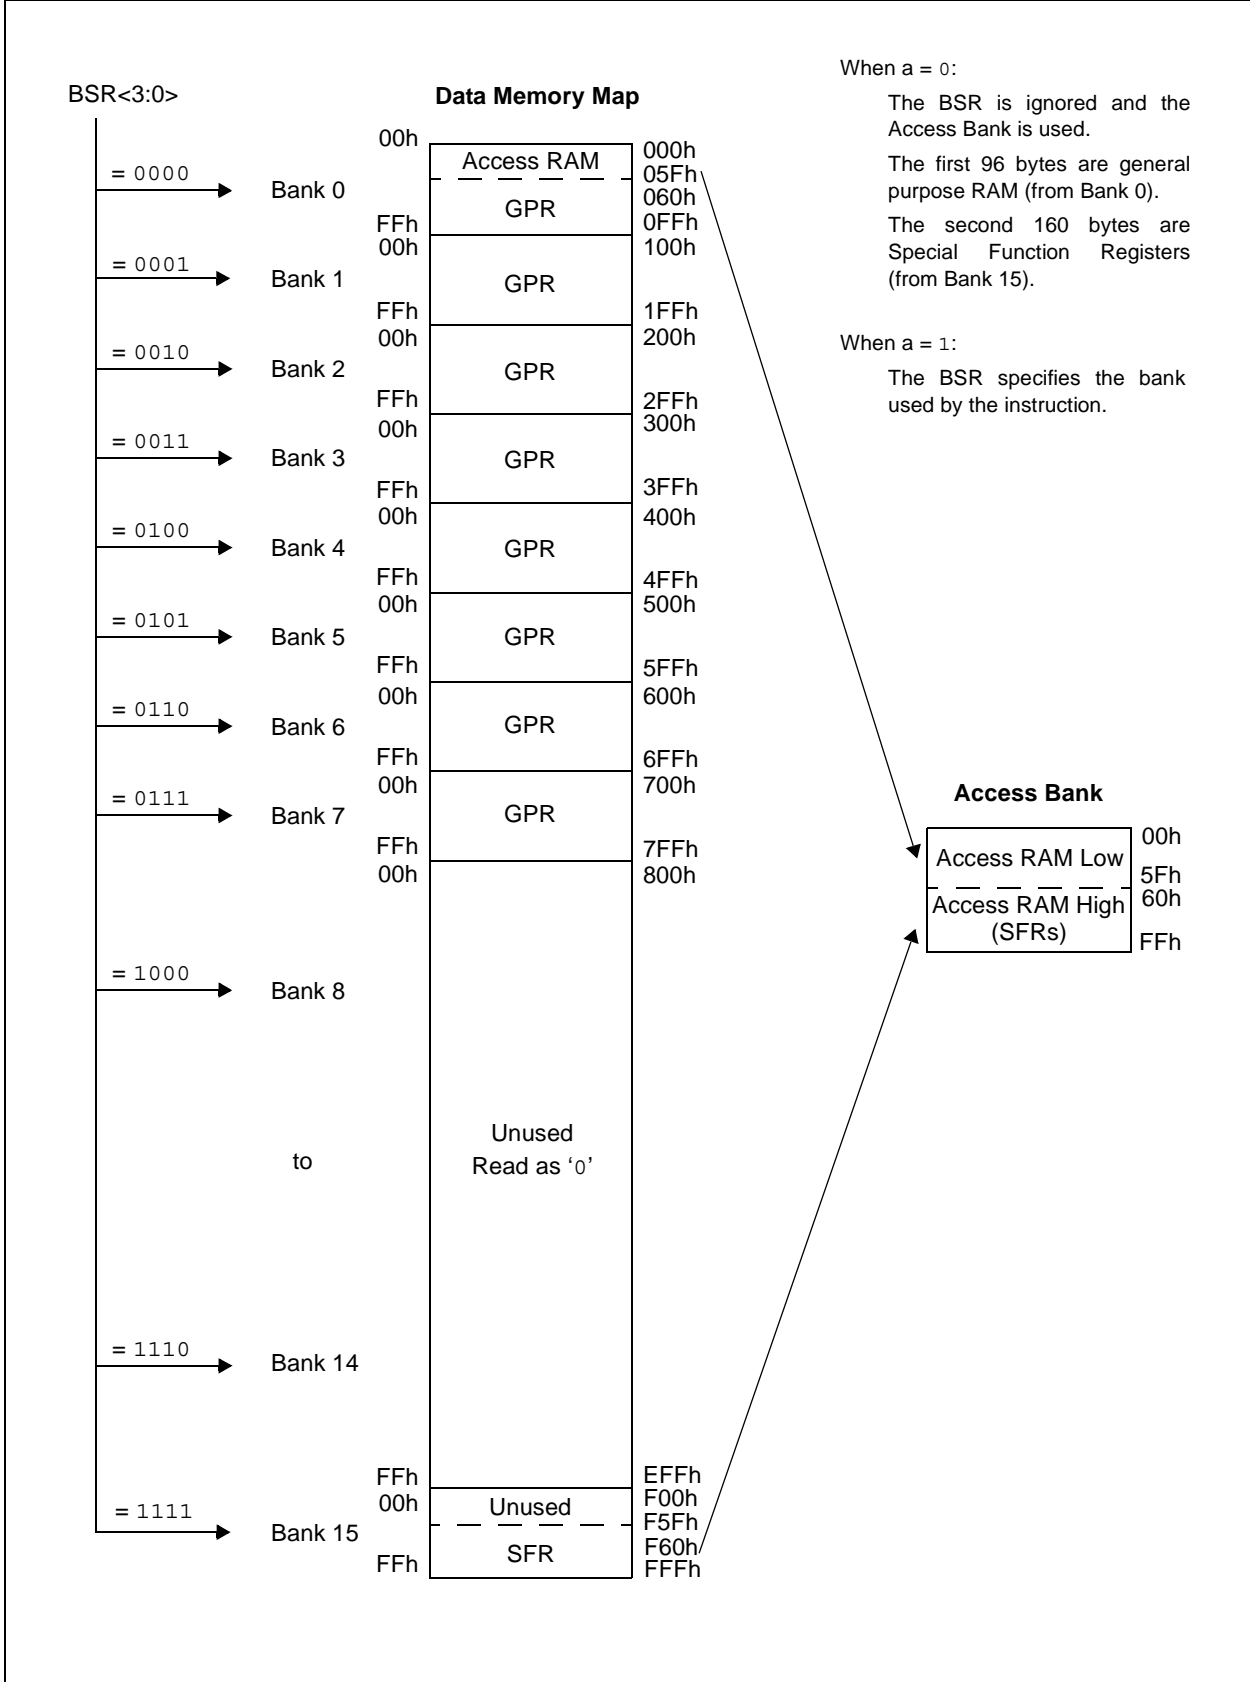 BSR<3:0>
Data Memory Map
When a = 0:
The BSR is ignored and the
Access Bank is used.
The first 96 bytes are general
purpose RAM (from Bank 0).
The second 160 bytes are
Special Function Registers
(from Bank 15).
When a = 1:
The BSR specifies the bank
used by the instruction.
= 0000
Bank 0
00h
Access RAM
000h
05Fh
060h
GPR
FFh
0FFh
= 0001
Bank 1
00h
100h
GPR
FFh
1FFh
= 0010
Bank 2
00h
200h
GPR
FFh
2FFh
= 0011
Bank 3
00h
300h
GPR
FFh
3FFh
= 0100
Bank 4
00h
400h
GPR
FFh
4FFh
= 0101
Bank 5
00h
500h
GPR
FFh
5FFh
= 0110
Bank 6
00h
600h
GPR
FFh
6FFh
= 0111
Bank 7
00h
700h
GPR
FFh
7FFh
Access Bank
Access RAM Low
00h
5Fh
Access RAM High
(SFRs)
60h
FFh
00h
800h
= 1000
Bank 8
to
Unused
Read as ‘0’
= 1110
Bank 14
FFh
EFFh
= 1111
Bank 15
00h
F00h
Unused
F5Fh
F60h
SFR
FFh
FFFh